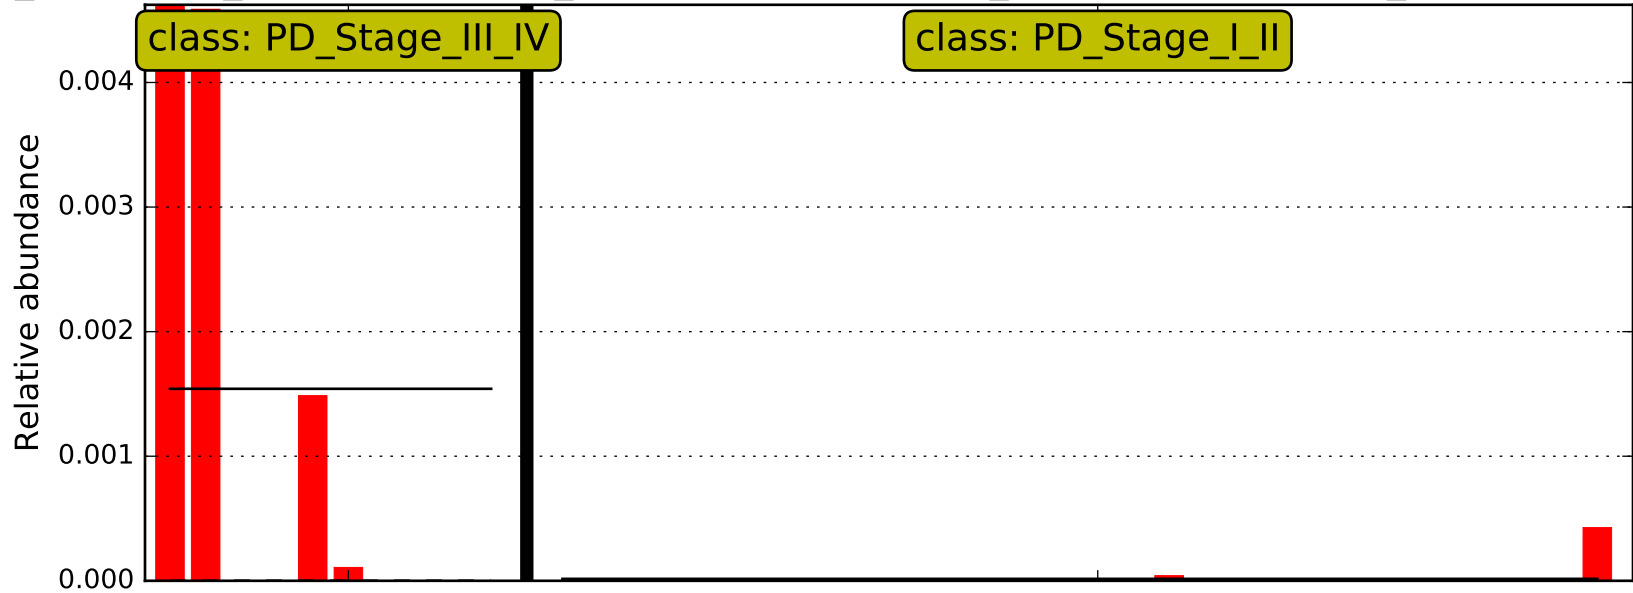 class: PD_Stage_III_IV
class: PD_Stage_I_II
Relative abundance
0.004
0.003
0.002
0.001
0.000